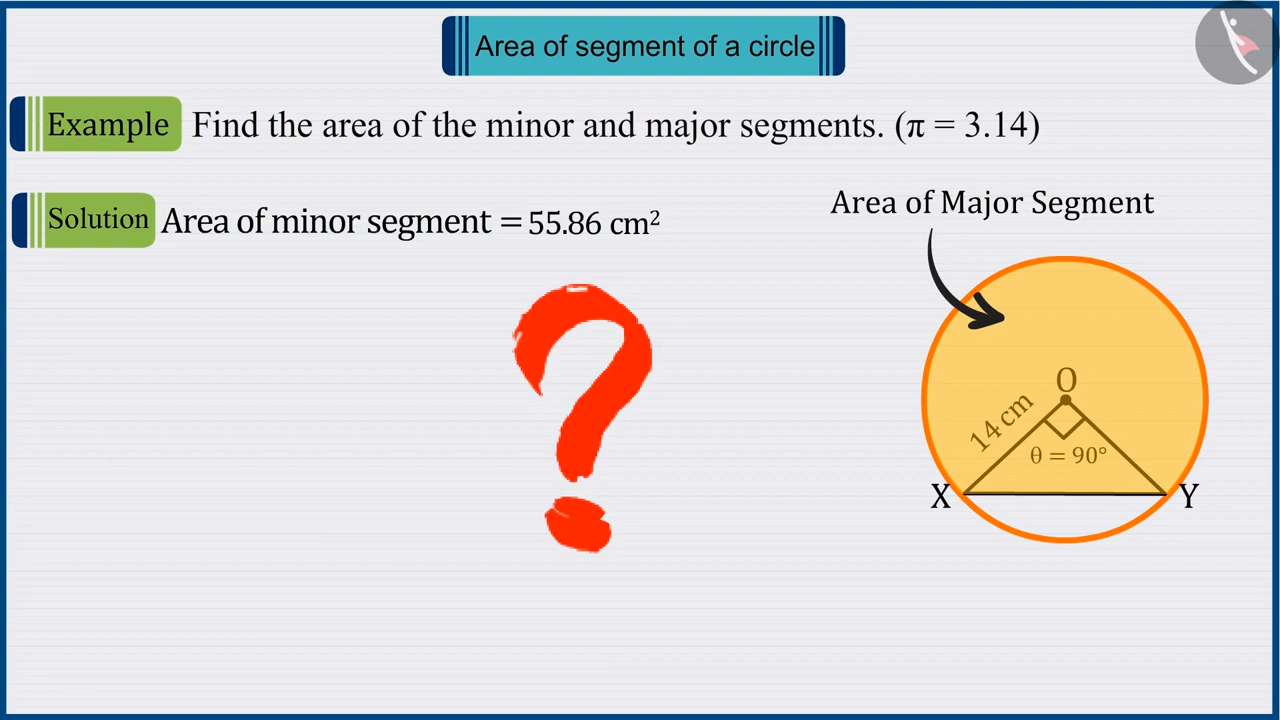 Area of segment of a circle
Example Find the area of the minor and major segments. (π = 3.14)
Solution Area of minor segment = 55.86 cm²
Area of Major Segment
?
O
14 cm
θ = 90°
X
Y